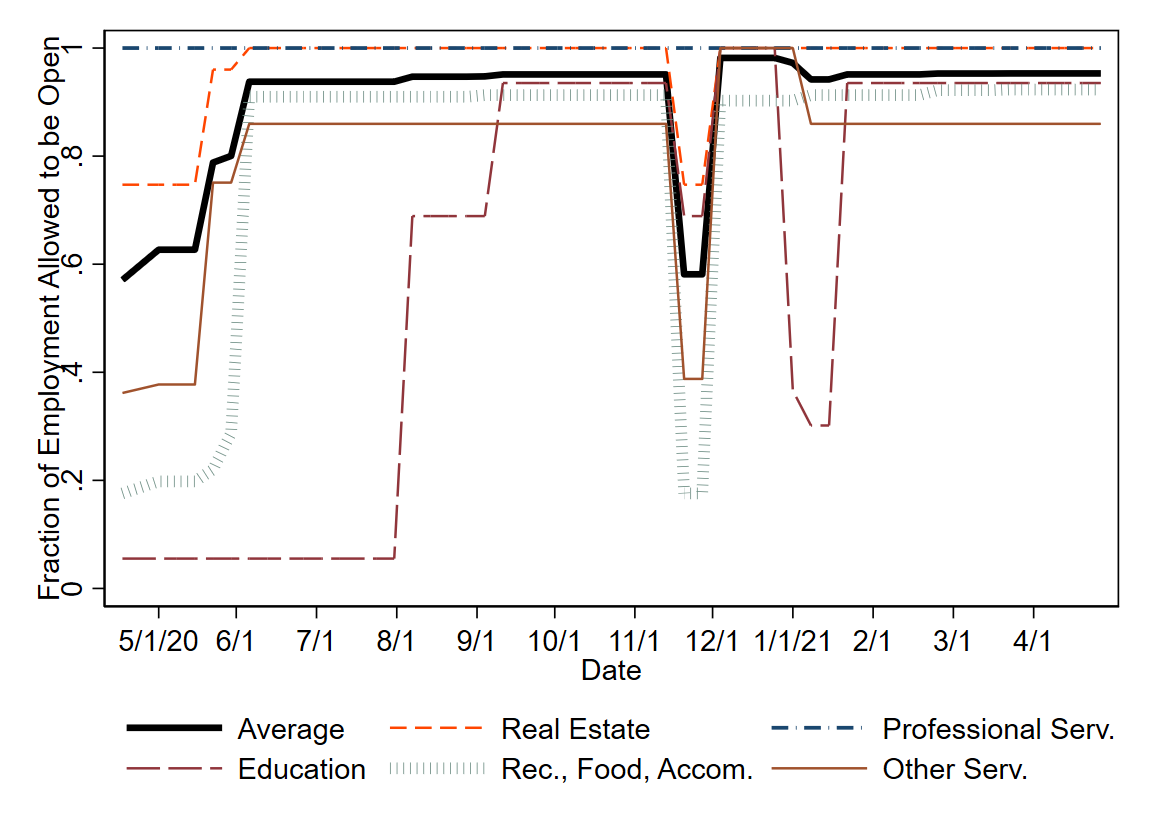 Fraction of Employment Allowed to be Open
1
.8
.6
.4
.2
0
5/1/20 6/1 7/1 8/1 9/1 10/1 11/1 12/1 1/1/21 2/1 3/1 4/1
Date
Average Real Estate Professional Serv.
Education Rec., Food, Accom. Other Serv.